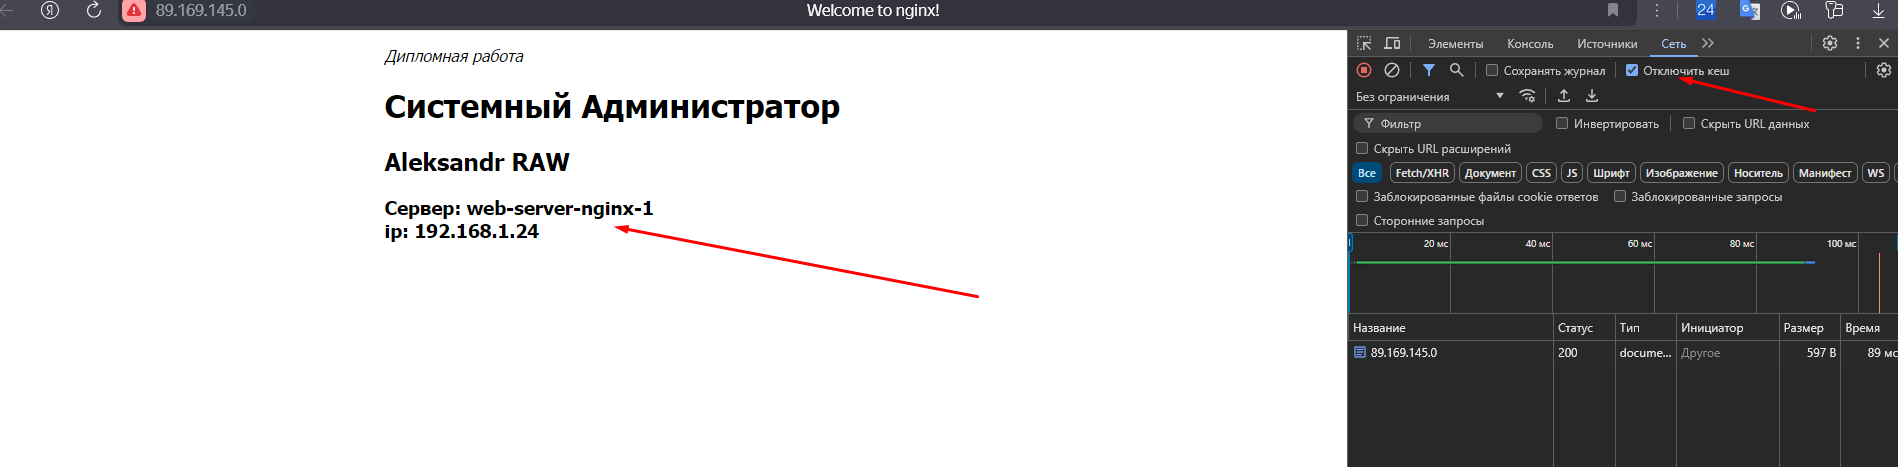 89.169.145.0 Welcome to nginx! 24
Дипломная работа
Системный Администратор
Aleksandr RAW
Сервер: web-server-nginx-1
ip: 192.168.1.24
Элементы Консоль Источники Сеть
Сохранять журнал Отключить кеш
Без ограничения
Фильтр Инвертировать Скрыть URL данных
Скрыть URL расширений
Все Fetch/XHR Документ CSS JS Шрифт Изображение Носитель Манифест WS
Заблокированные файлы cookie ответов Заблокированные запросы
Сторонние запросы
20 мс 40 мс 60 мс 80 мс 100 мс
Название Статус Тип Инициатор Размер Время
89.169.145.0 200 docume... Другое 597 B 89 мс